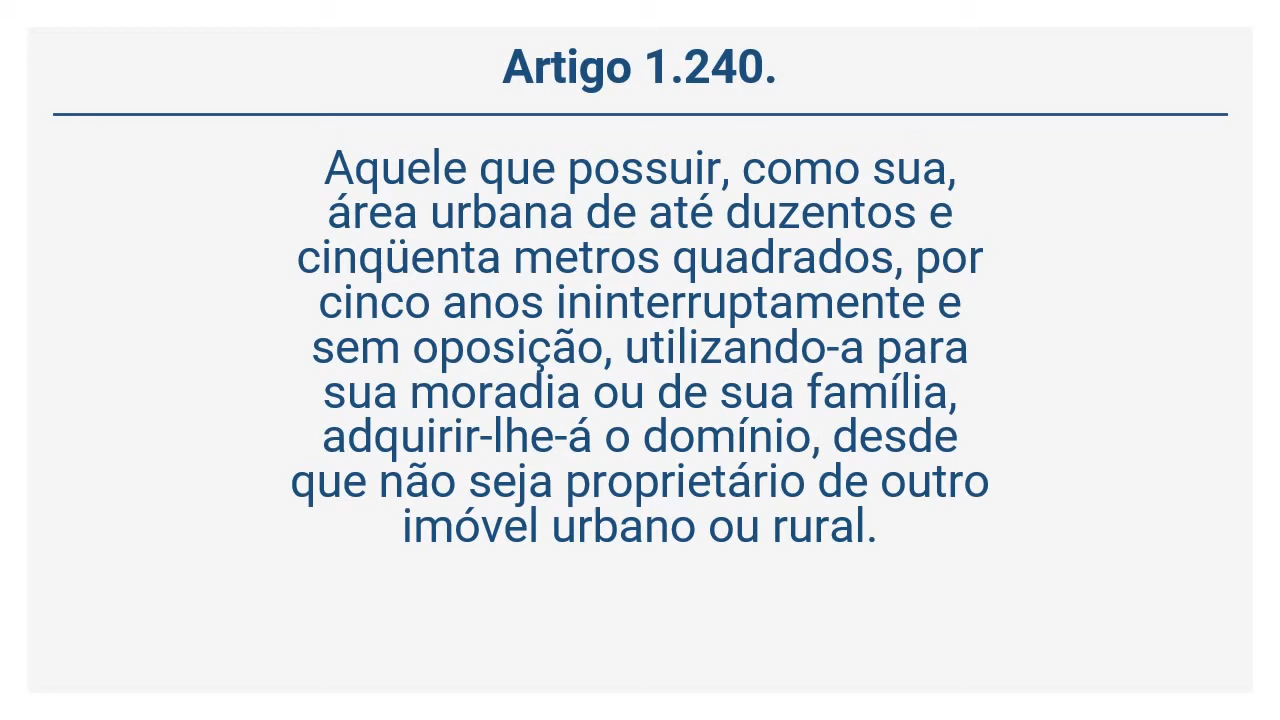 Artigo 1.240.
Aquele que possuir, como sua,
área urbana de até duzentos e
cinqüenta metros quadrados, por
cinco anos ininterruptamente e
sem oposição, utilizando-a para
sua moradia ou de sua família,
adquirir-lhe-á o domínio, desde
que não seja proprietário de outro
imóvel urbano ou rural.